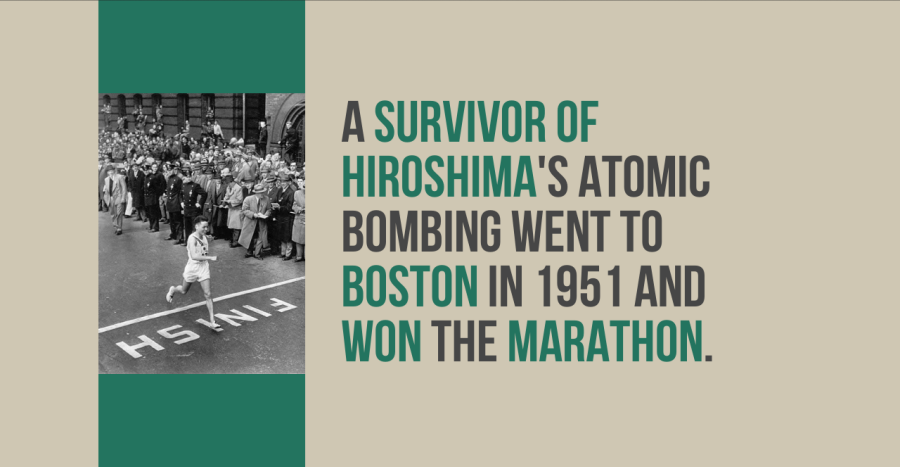 A SURVIVOR OF
HIROSHIMA'S ATOMIC
BOMBING WENT TO
BOSTON IN 1951 AND
WON THE MARATHON.
FINISH